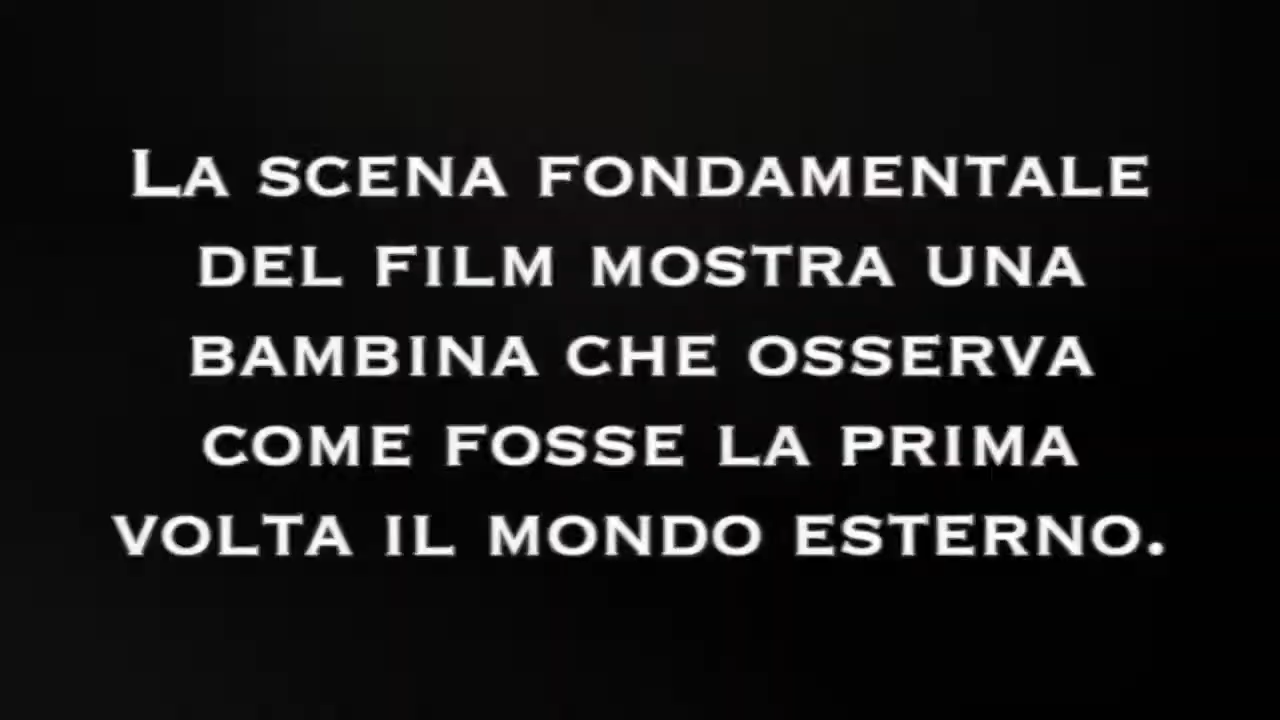 La scena fondamentale
del film mostra una
bambina che osserva
come fosse la prima
volta il mondo esterno.